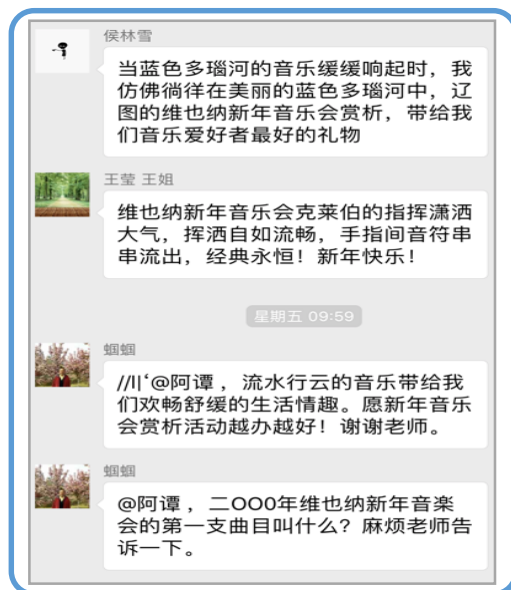 侯林雪
当蓝色多瑙河的音乐缓缓响起时，我
仿佛徜徉在美丽的蓝色多瑙河中，辽
图的维也纳新年音乐会赏析，带给我
们音乐爱好者最好的礼物
王莹 王姐
维也纳新年音乐会克莱伯的指挥潇洒
大气，挥洒自如流畅，手指间音符串
串流出，经典永恒！新年快乐！
星期五 09:59
蝈蝈
//l|‘@阿谭 ，流水行云的音乐带给我
们欢畅舒缓的生活情趣。愿新年音乐
会赏析活动越办越好！谢谢老师。
蝈蝈
@阿谭 ，二OO0年维也纳新年音楽
会的第一支曲目叫什么？麻烦老师告
诉一下。